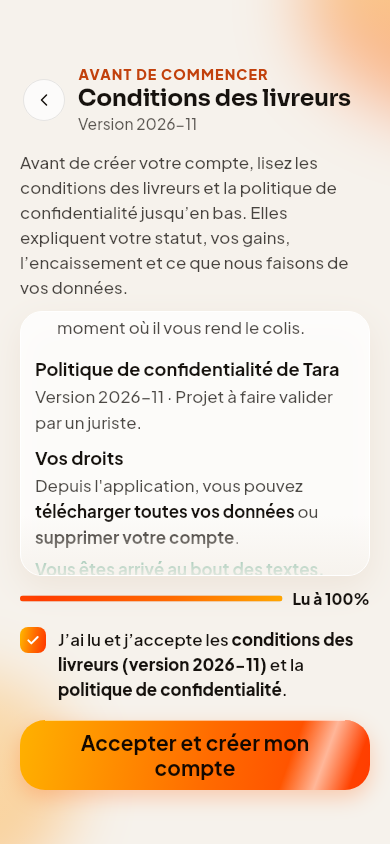 AVANT DE COMMENCER
Conditions des livreurs
Version 2026-11
Avant de créer votre compte, lisez les
conditions des livreurs et la politique de
confidentialité jusqu'en bas. Elles
expliquent votre statut, vos gains,
l'encaissement et ce que nous faisons de
vos données.
moment où il vous rend le colis.
Politique de confidentialité de Tara
Version 2026-11 · Projet à faire valider
par un juriste.
Vos droits
Depuis l'application, vous pouvez
télécharger toutes vos données ou
supprimer votre compte.
Vous êtes arrivé au bout des textes.
Lu à 100%
J'ai lu et j'accepte les conditions des
livreurs (version 2026-11) et la
politique de confidentialité.
Accepter et créer mon
compte